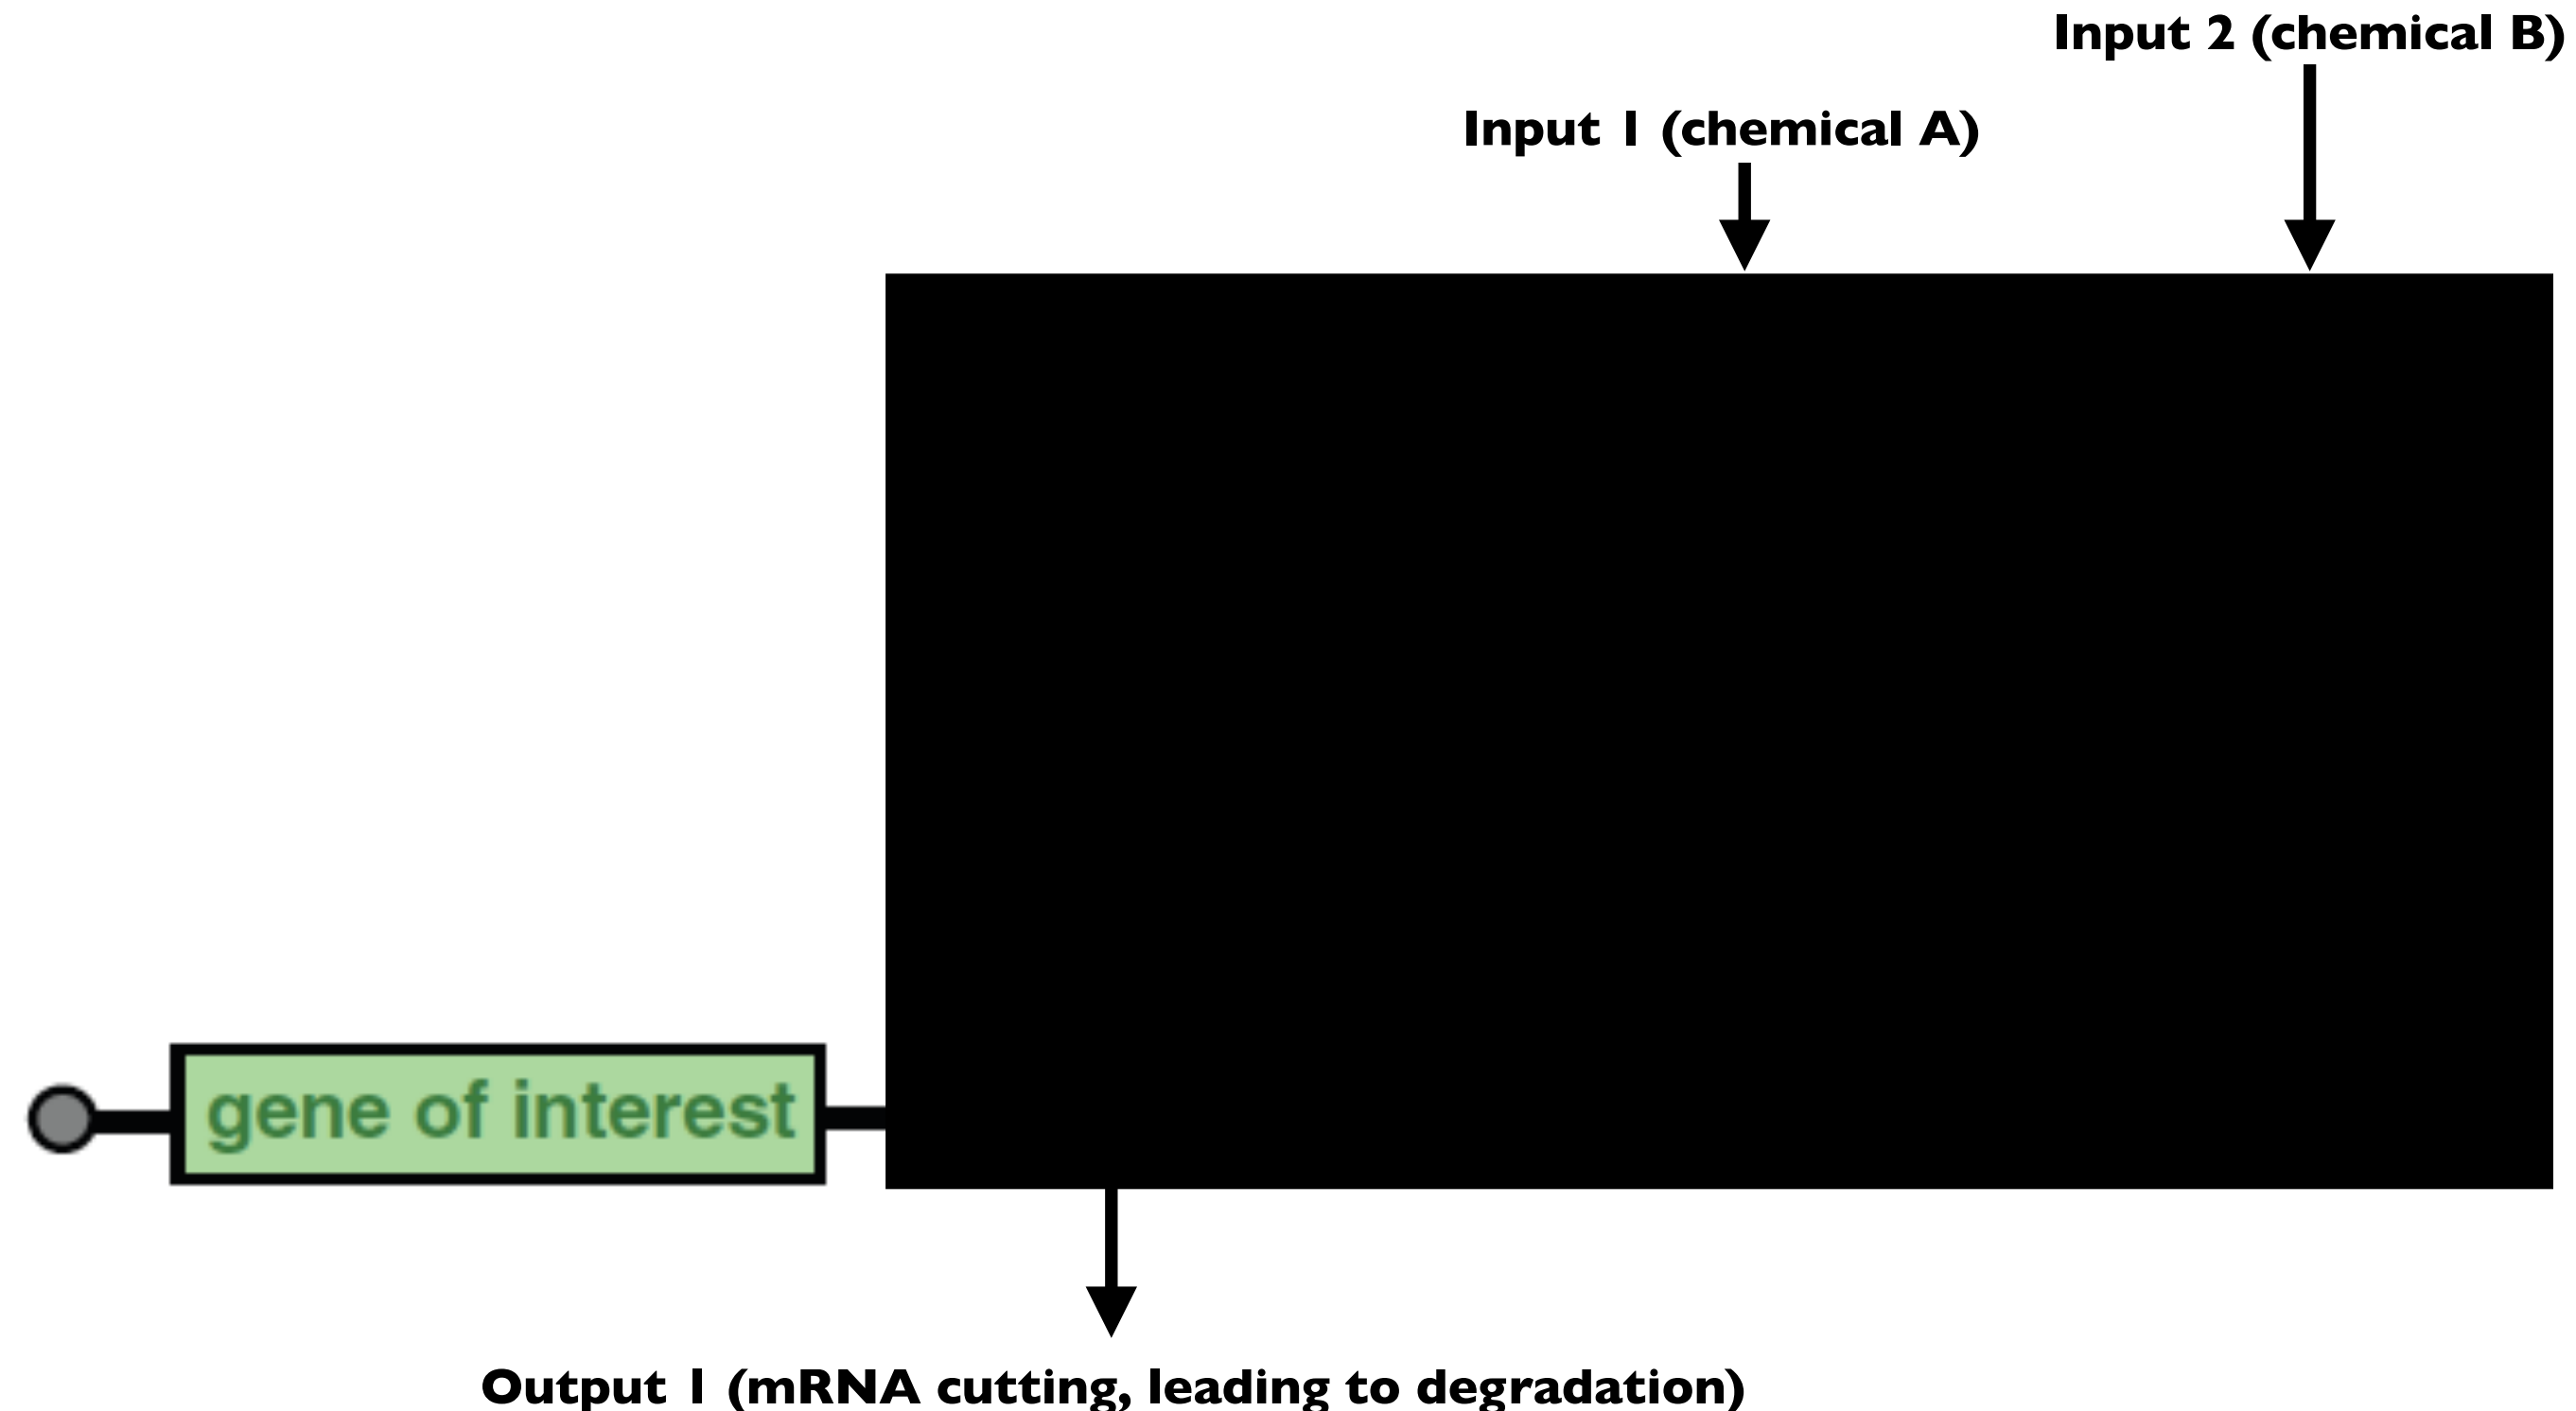 Input 2 (chemical B)
Input 1 (chemical A)
gene of interest
Output 1 (mRNA cutting, leading to degradation)